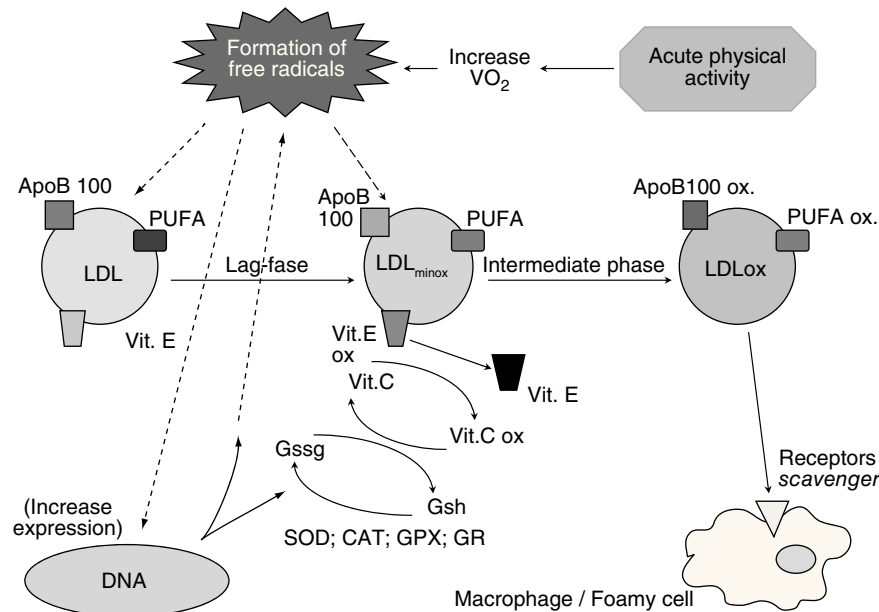 Formation of
free radicals
Increase
VO₂
Acute physical
activity
ApoB 100
PUFA
LDL
Vit. E
Lag-fase
ApoB
100
PUFA
LDLminox
Intermediate phase
ApoB100 ox.
PUFA ox.
LDLox
Vit.E
ox
Vit. E
Vit.C
Vit.C ox
Gssg
Gsh
SOD; CAT; GPX; GR
(Increase
expression)
DNA
Receptors
scavenger
Macrophage / Foamy cell